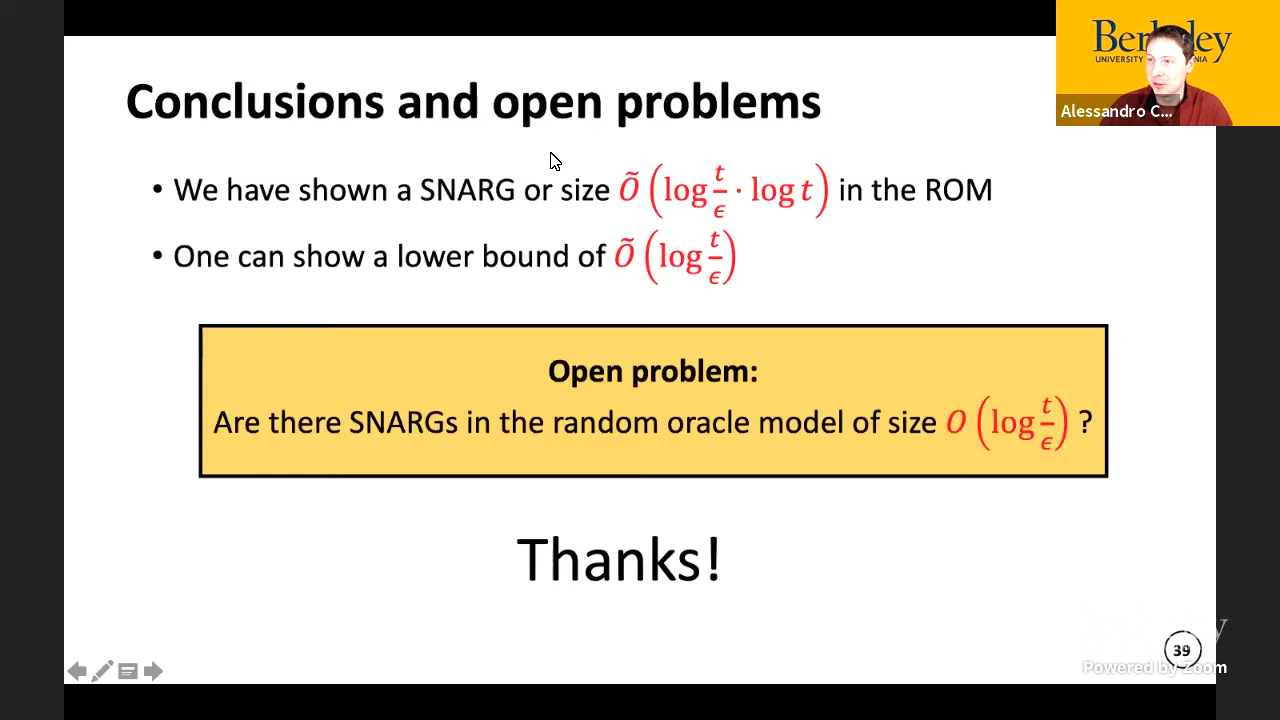 Conclusions and open problems
• We have shown a SNARG or size Õ(log t/ϵ · log t) in the ROM
• One can show a lower bound of Õ(log t/ϵ)
Open problem:
Are there SNARGs in the random oracle model of size O(log t/ϵ) ?
Thanks!
39
Powered by Zoom
Berkeley
UNIVERSITY
Alessandro C...